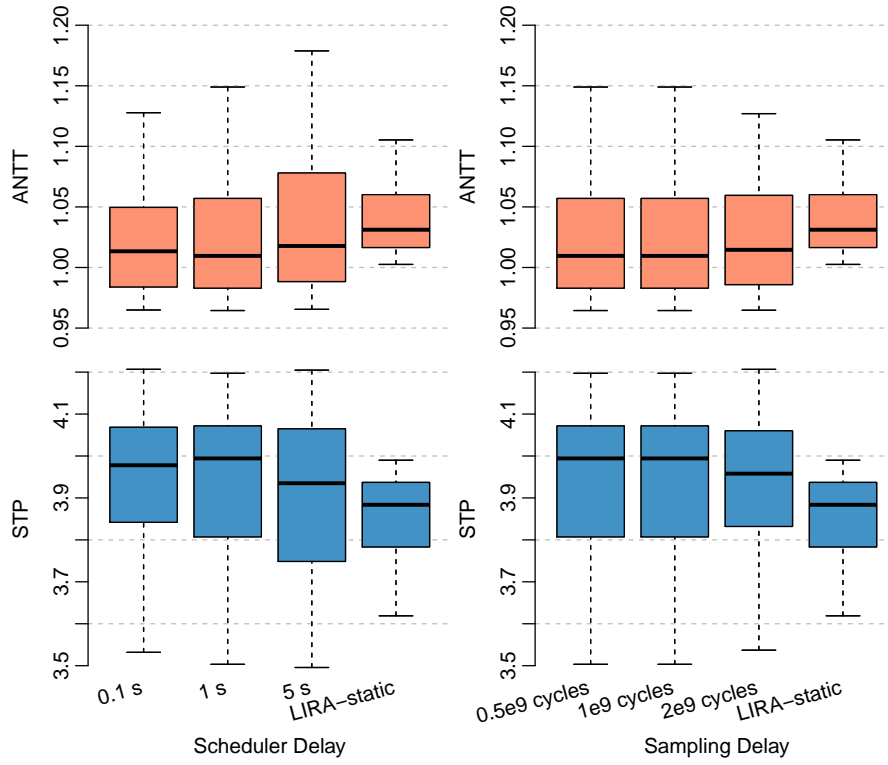 1.20
1.15
1.10
1.05
1.00
0.95
ANTT
1.20
1.15
1.10
1.05
1.00
0.95
ANTT
4.1
3.9
3.7
3.5
STP
0.1 s
1 s
5 s
LIRA−static
Scheduler Delay
4.1
3.9
3.7
3.5
STP
0.5e9 cycles
1e9 cycles
2e9 cycles
LIRA−static
Sampling Delay